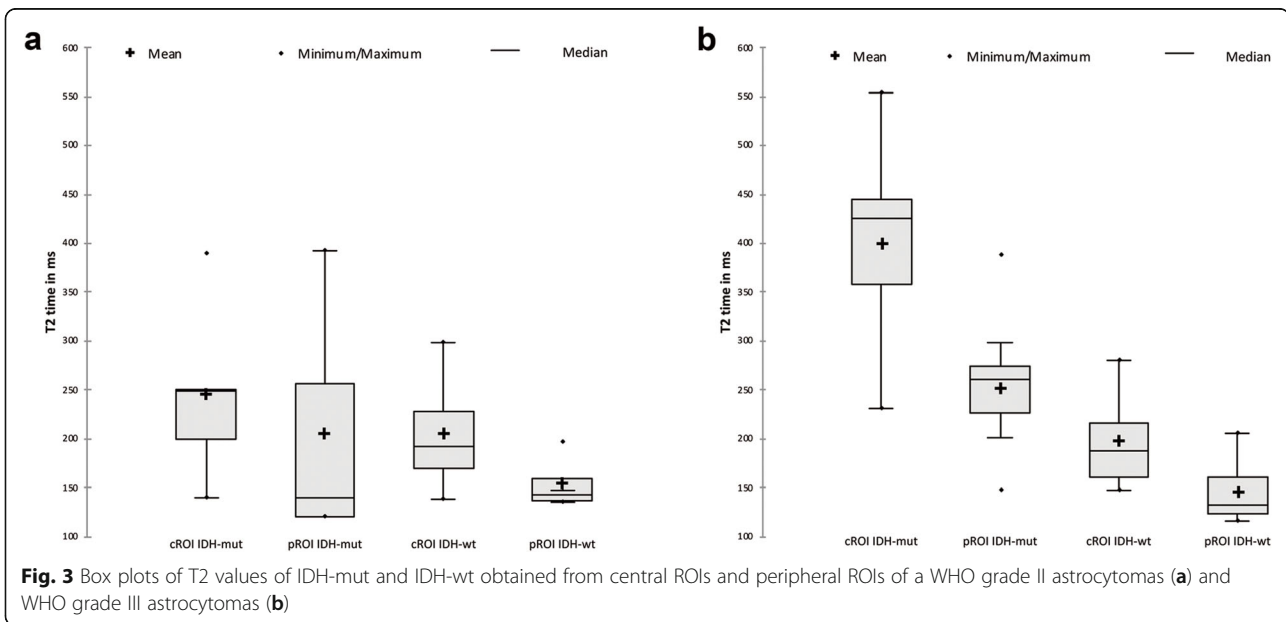 a
✚ Mean • Minimum/Maximum — Median
600
550
500
450
400
350
300
250
200
150
100
T2 time in ms
cROI IDH-mut pROI IDH-mut cROI IDH-wt pROI IDH-wt
b
✚ Mean • Minimum/Maximum — Median
600
550
500
450
400
350
300
250
200
150
100
T2 time in ms
cROI IDH-mut pROI IDH-mut cROI IDH-wt pROI IDH-wt
Fig. 3 Box plots of T2 values of IDH-mut and IDH-wt obtained from central ROIs and peripheral ROIs of a WHO grade II astrocytomas (a) and
WHO grade III astrocytomas (b)